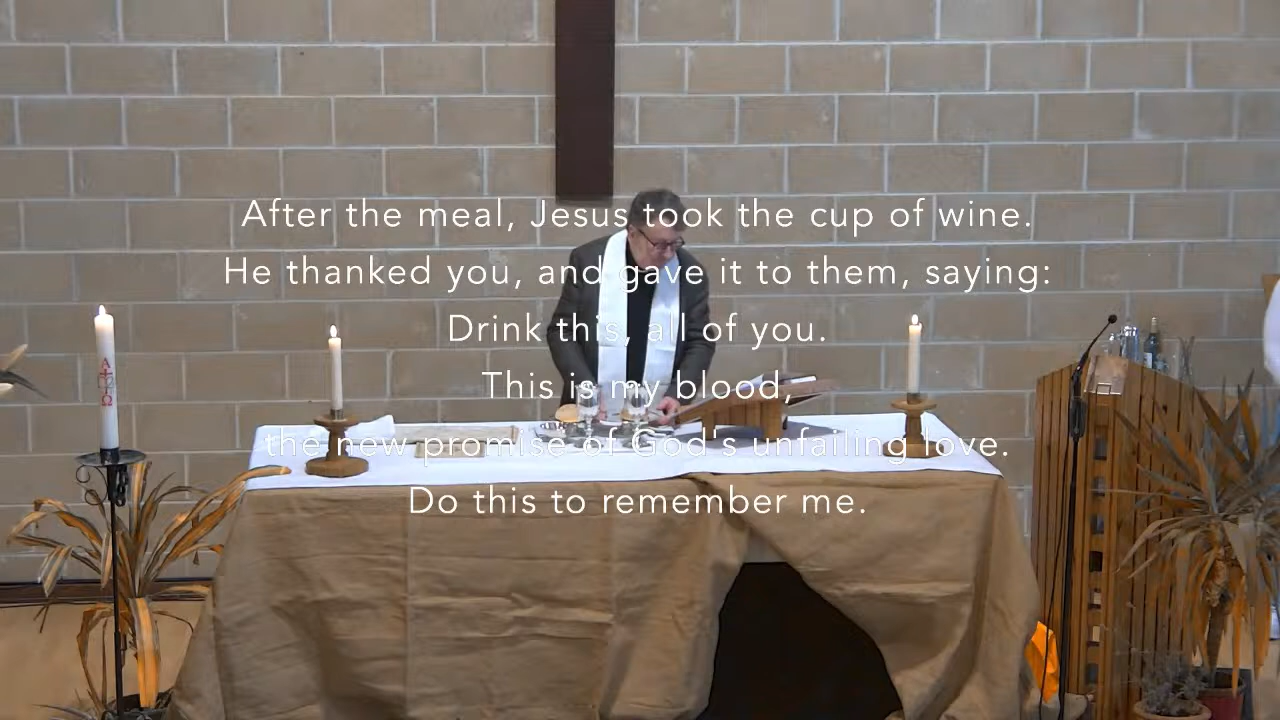 After the meal, Jesus took the cup of wine.
He thanked you, and gave it to them, saying:
Drink this, all of you.
This is my blood,
the new promise of God's unfailing love.
Do this to remember me.
Α
Ω